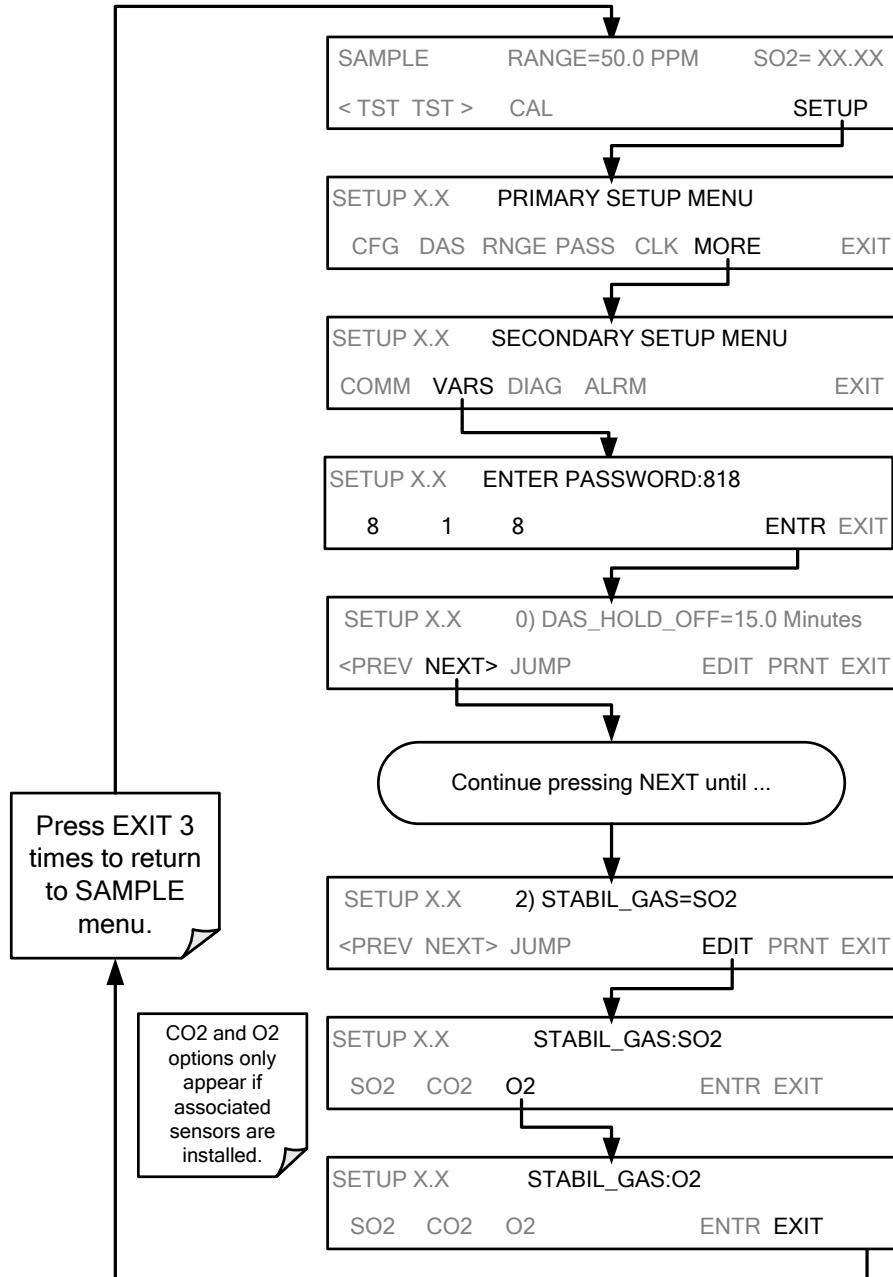 SAMPLE RANGE=50.0 PPM SO2= XX.XX
< TST TST > CAL SETUP
SETUP X.X PRIMARY SETUP MENU
CFG DAS RNGE PASS CLK MORE EXIT
SETUP X.X SECONDARY SETUP MENU
COMM VARS DIAG ALRM EXIT
SETUP X.X ENTER PASSWORD:818
8 1 8 ENTR EXIT
SETUP X.X 0) DAS_HOLD_OFF=15.0 Minutes
<PREV NEXT> JUMP EDIT PRNT EXIT
Continue pressing NEXT until ...
Press EXIT 3
times to return
to SAMPLE
menu.
SETUP X.X 2) STABIL_GAS=SO2
<PREV NEXT> JUMP EDIT PRNT EXIT
CO2 and O2
options only
appear if
associated
sensors are
installed.
SETUP X.X STABIL_GAS:SO2
SO2 CO2 O2 ENTR EXIT
SETUP X.X STABIL_GAS:O2
SO2 CO2 O2 ENTR EXIT